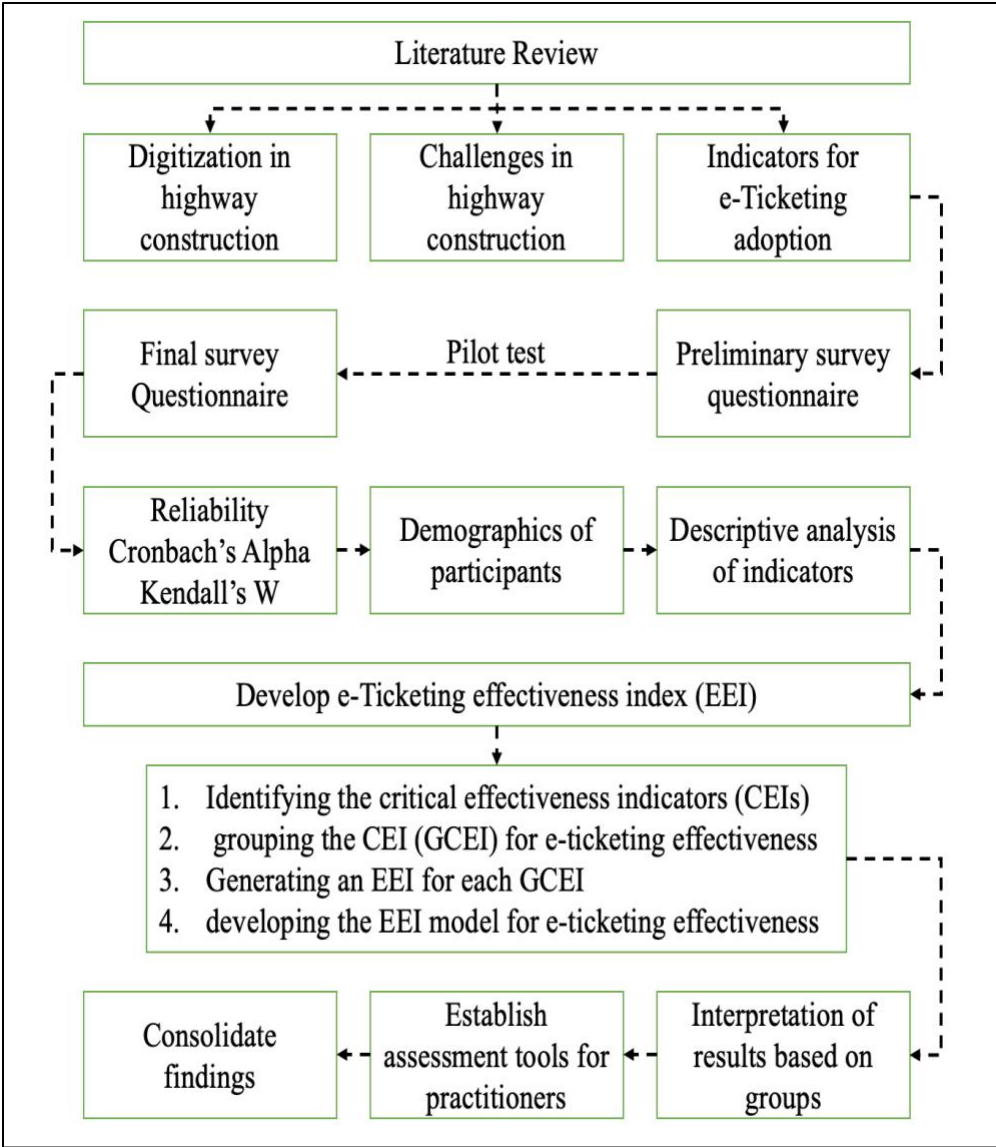 Literature Review
Digitization in
highway
construction
Challenges in
highway
construction
Indicators for
e-Ticketing
adoption
Final survey
Questionnaire
Pilot test
Preliminary survey
questionnaire
Reliability
Cronbach's Alpha
Kendall's W
Demographics of
participants
Descriptive analysis
of indicators
Develop e-Ticketing effectiveness index (EEI)
1. Identifying the critical effectiveness indicators (CEIs)
2. grouping the CEI (GCEI) for e-ticketing effectiveness
3. Generating an EEI for each GCEI
4. developing the EEI model for e-ticketing effectiveness
Consolidate
findings
Establish
assessment tools for
practitioners
Interpretation of
results based on
groups